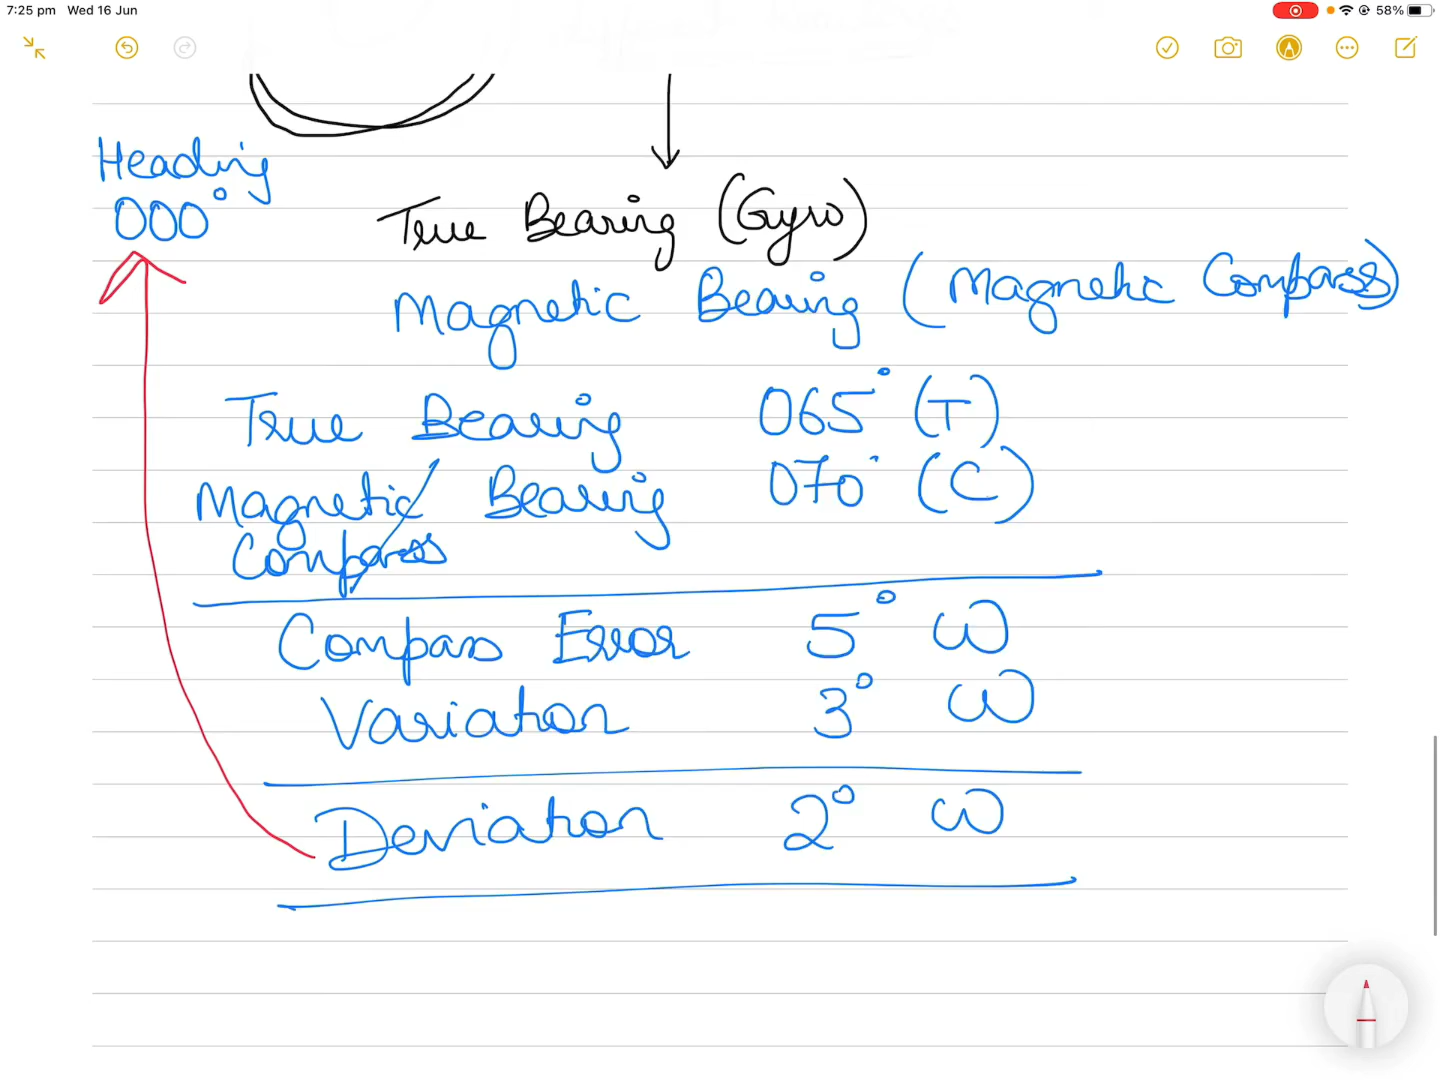 7:25 pm Wed 16 Jun 58%
Heading
000°
True Bearing (Gyro)
Magnetic Bearing (Magnetic Compass)
True Bearing 065° (T)
Magnetic Bearing 070° (C)
Compass
Compass Error 5° W
Variation 3° W
Deviation 2° W